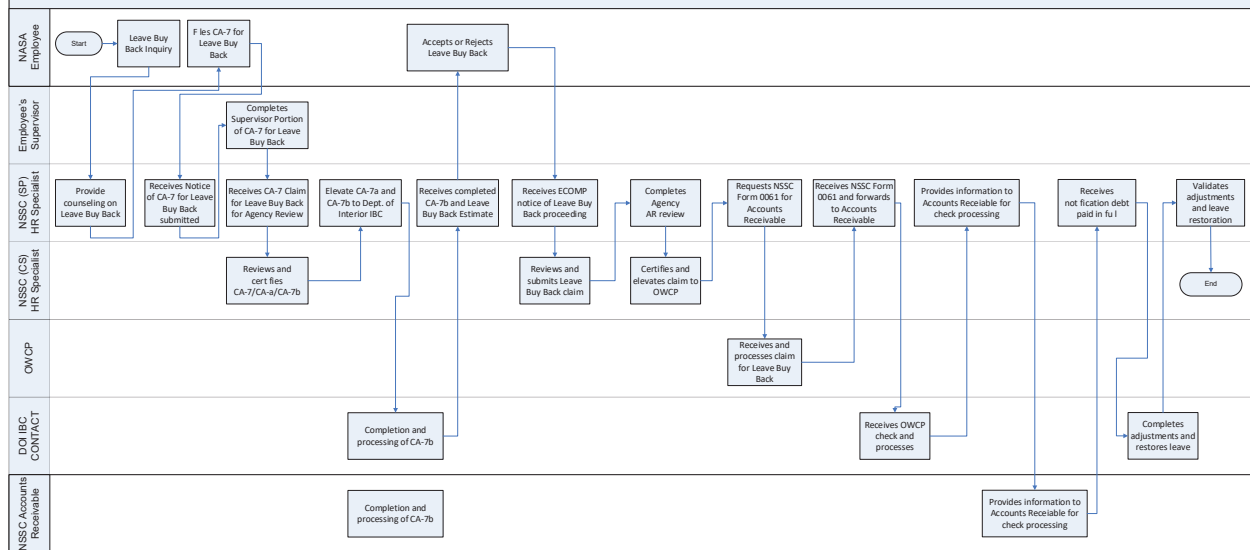 NASA
Employee
Start
Leave Buy
Back Inquiry
F les CA-7 for
Leave Buy
Back
Accepts or Rejects
Leave Buy Back
Employee's
Supervisor
Completes
Supervisor Portion
of CA-7 for Leave
Buy Back
NSSC (SP)
HR Specialist
Provide
counseling on
Leave Buy Back
Receives Notice
of CA-7 for Leave
Buy Back
submitted
Receives CA-7 Claim
for Leave Buy Back
for Agency Review
Elevate CA-7a and
CA-7b to Dept. of
Interior IBC
Receives completed
CA-7b and Leave
Buy Back Estimate
Receives ECOMP
notice of Leave Buy
Back proceeding
Completes
Agency
AR review
Requests NSSC
Form 0061 for
Accounts
Receivable
Receives NSSC Form
0061 and forwards
to Accounts
Receivable
Provides information to
Accounts Receiable for
check processing
Receives
not fication debt
paid in fu l
Validates
adjustments
and leave
restoration
NSSC (CS)
HR Specialist
Reviews and
cert fies
CA-7/CA-a/CA-7b
Reviews and
submits Leave
Buy Back claim
Certifies and
elevates claim to
OWCP
End
OWCP
Receives and
processes claim
for Leave Buy
Back
DOI IBC
CONTACT
Completion and
processing of CA-7b
Receives OWCP
check and
processes
Completes
adjustments and
restores leave
NSSC Accounts
Receivable
Completion and
processing of CA-7b
Provides information to
Accounts Receiable for
check processing